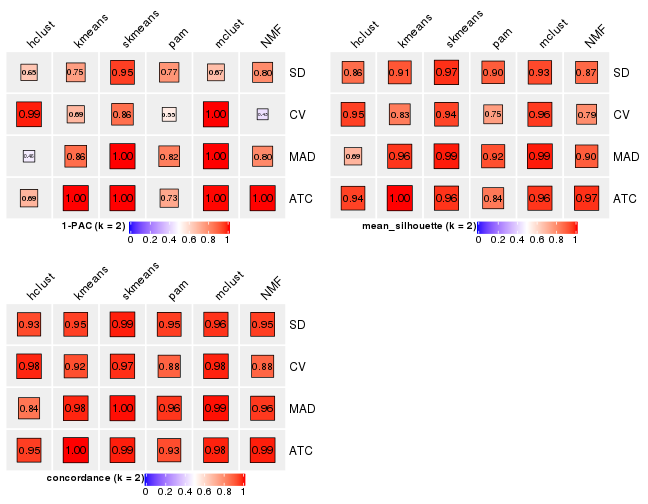 hclust kmeans skmeans pam mclust NMF
0.65 0.75 0.95 0.77 0.67 0.80 SD
0.99 0.69 0.86 1.00 CV
0.86 1.00 0.82 1.00 0.80 MAD
0.69 1.00 1.00 0.73 1.00 1.00 ATC
1-PAC (k = 2)
0 0.2 0.4 0.6 0.8 1
hclust kmeans skmeans pam mclust NMF
0.86 0.91 0.97 0.90 0.93 0.87 SD
0.95 0.83 0.94 0.75 0.96 0.79 CV
0.69 0.96 0.99 0.92 0.99 0.90 MAD
0.94 1.00 0.96 0.84 0.96 0.97 ATC
mean_silhouette (k = 2)
0 0.2 0.4 0.6 0.8 1
hclust kmeans skmeans pam mclust NMF
0.93 0.95 0.99 0.95 0.96 0.95 SD
0.98 0.92 0.97 0.88 0.98 0.88 CV
0.84 0.98 1.00 0.96 0.99 0.96 MAD
0.95 1.00 0.99 0.93 0.98 0.99 ATC
concordance (k = 2)
0 0.2 0.4 0.6 0.8 1